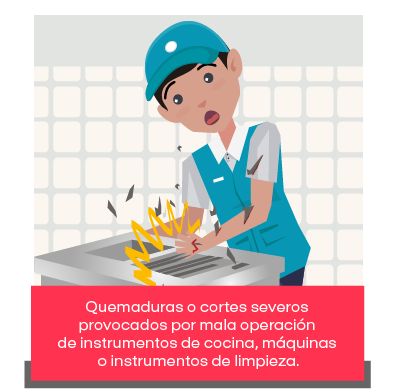 Quemaduras o cortes severos
provocados por mala operación
de instrumentos de cocina, máquinas
o instrumentos de limpieza.